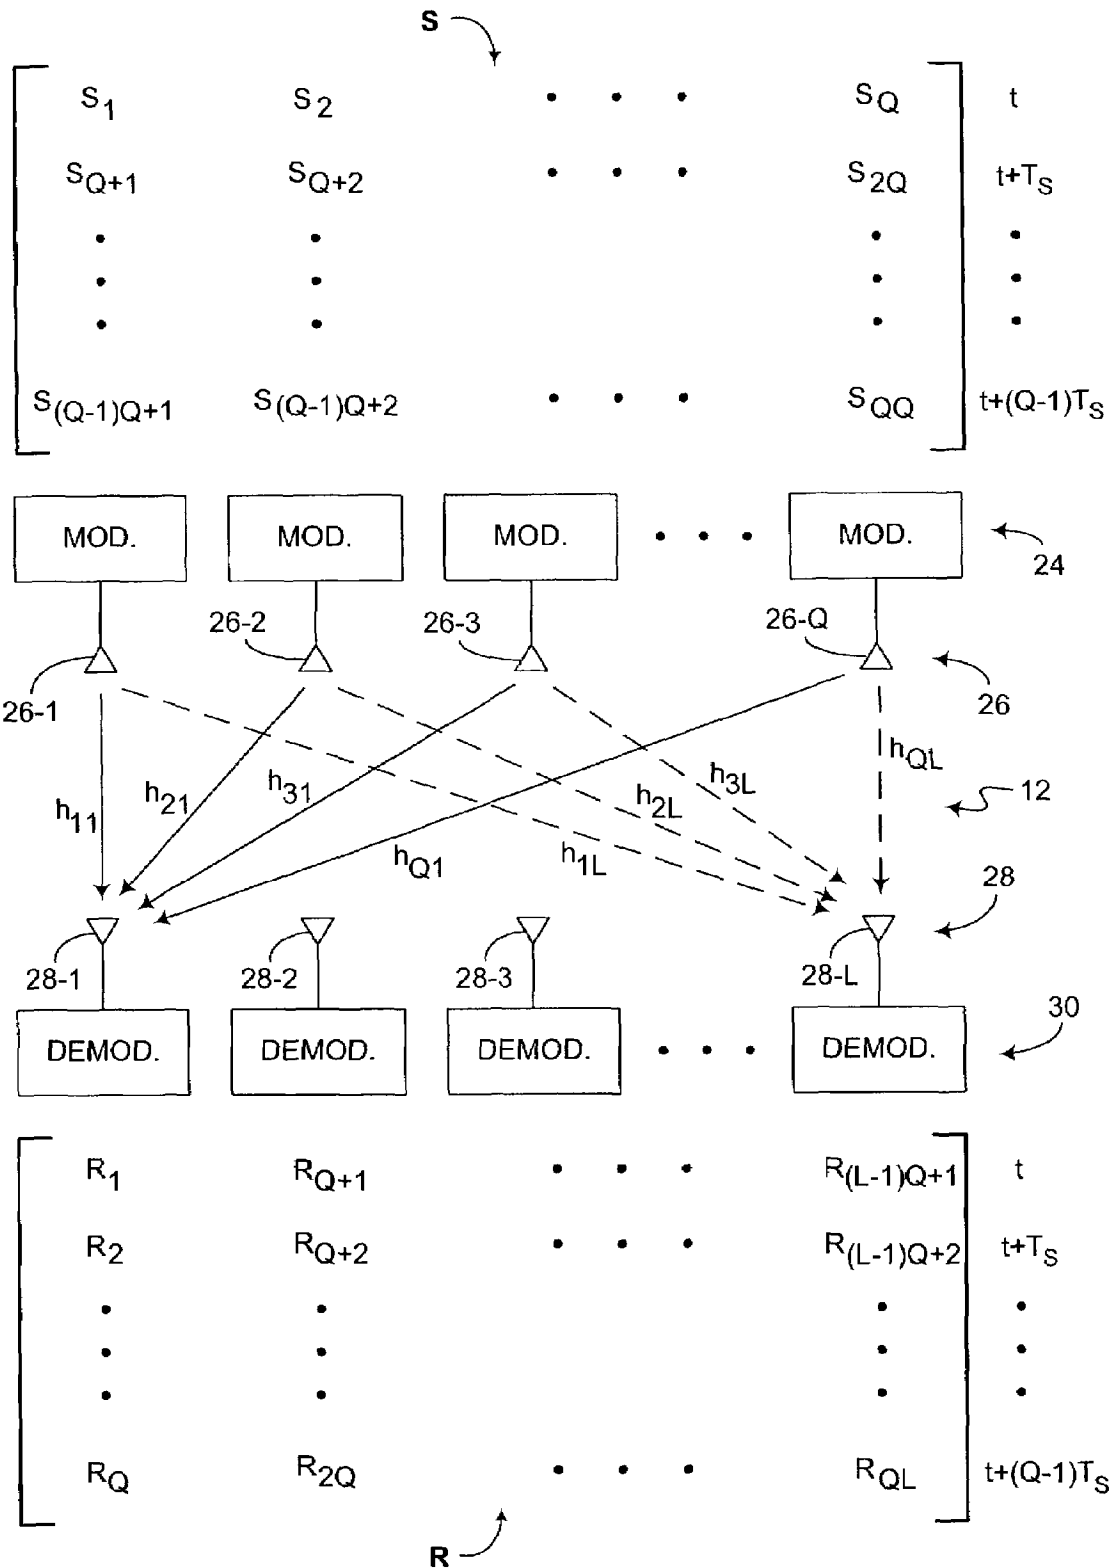 S
S1 S2 • • • SQ t
SQ+1 SQ+2 • • • S2Q t+TS
S(Q-1)Q+1 S(Q-1)Q+2 • • • SQQ t+(Q-1)TS
MOD. MOD. MOD. • • • MOD. 24
26-1 26-2 26-3 26-Q 26
h11 h21 h31 hQ1 h1L h2L h3L hQL 12
28-1 28-2 28-3 28-L 28
DEMOD. DEMOD. DEMOD. • • • DEMOD. 30
R1 RQ+1 • • • R(L-1)Q+1 t
R2 RQ+2 • • • R(L-1)Q+2 t+TS
RQ R2Q • • • RQL t+(Q-1)TS
R